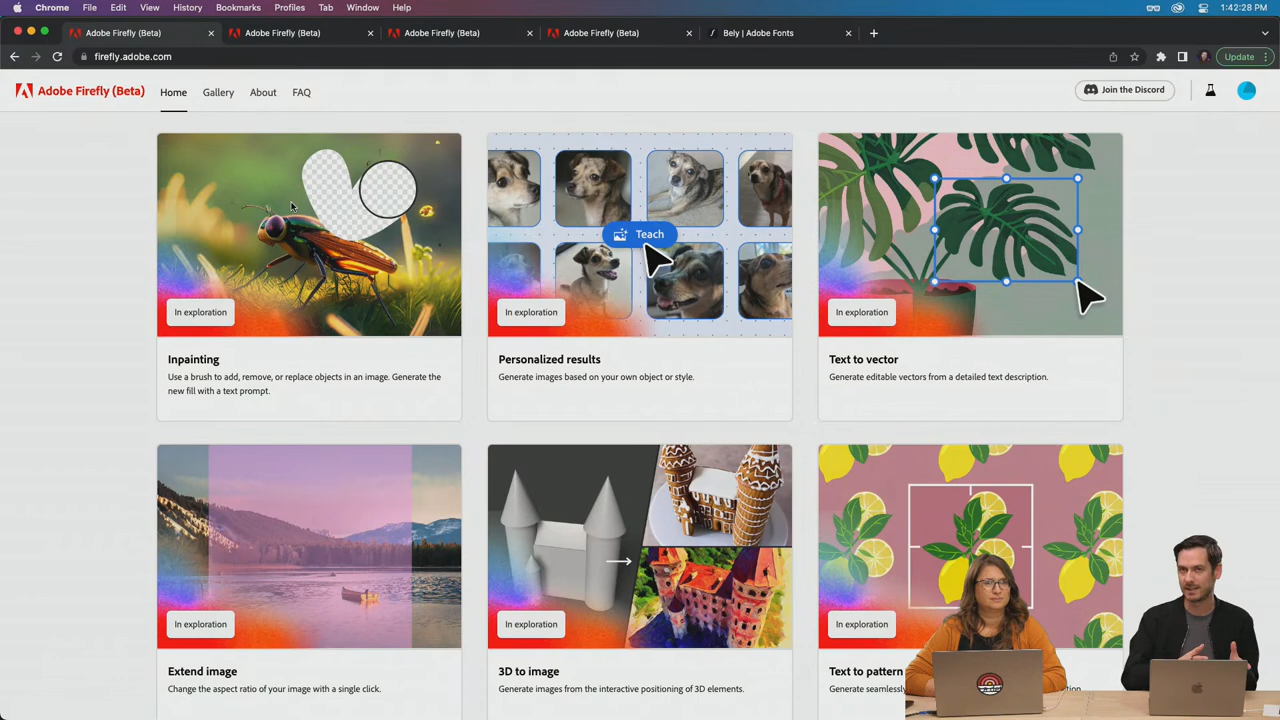 Chrome File Edit View History Bookmarks Profiles Tab Window Help 1:42:28 PM
Adobe Firefly (Beta) Adobe Firefly (Beta) Adobe Firefly (Beta) Adobe Firefly (Beta) Bely | Adobe Fonts
firefly.adobe.com Update
Adobe Firefly (Beta) Home Gallery About FAQ Join the Discord
Teach
In exploration
In exploration
In exploration
Inpainting
Use a brush to add, remove, or replace objects in an image. Generate the
new fill with a text prompt.
Personalized results
Generate images based on your own object or style.
Text to vector
Generate editable vectors from a detailed text description.
In exploration
In exploration
In exploration
Extend image
Change the aspect ratio of your image with a single click.
3D to image
Generate images from the interactive positioning of 3D elements.
Text to pattern
Generate seamlessly